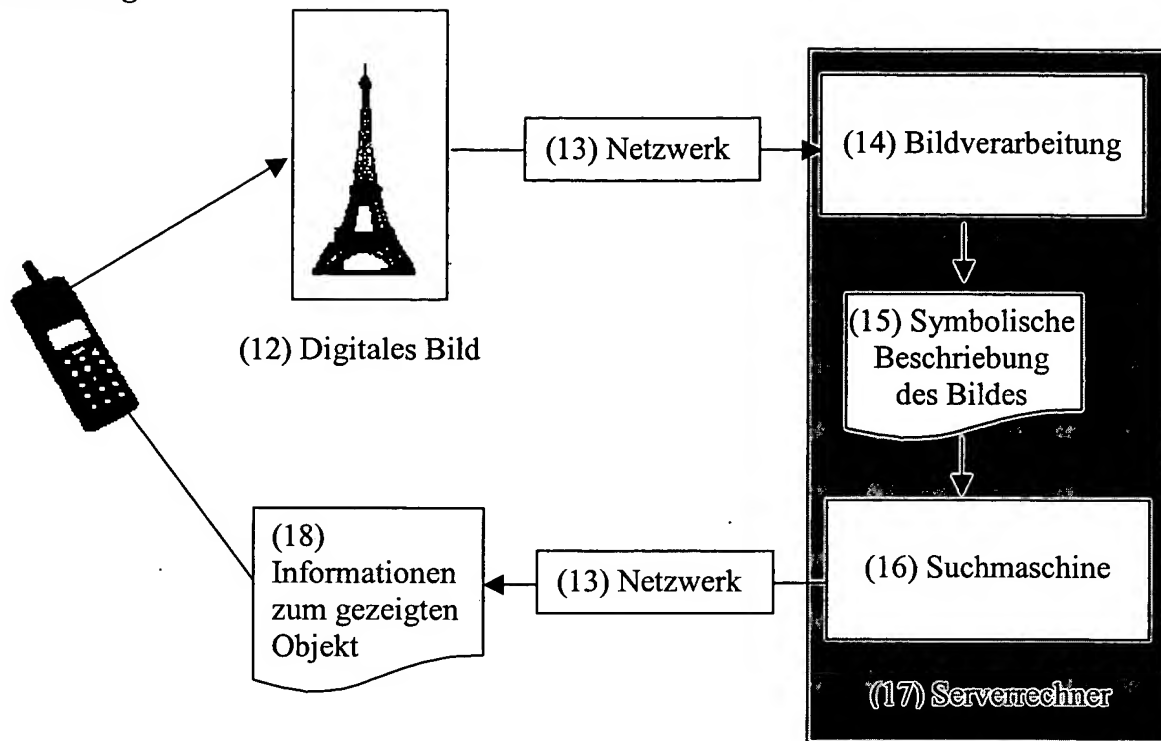 (13) Netzwerk
(14) Bildverarbeitung
(12) Digitales Bild
(15) Symbolische
Beschriebung
des Bildes
(18)
Informationen
zum gezeigten
Objekt
(13) Netzwerk
(16) Suchmaschine
(17) Serverrechner